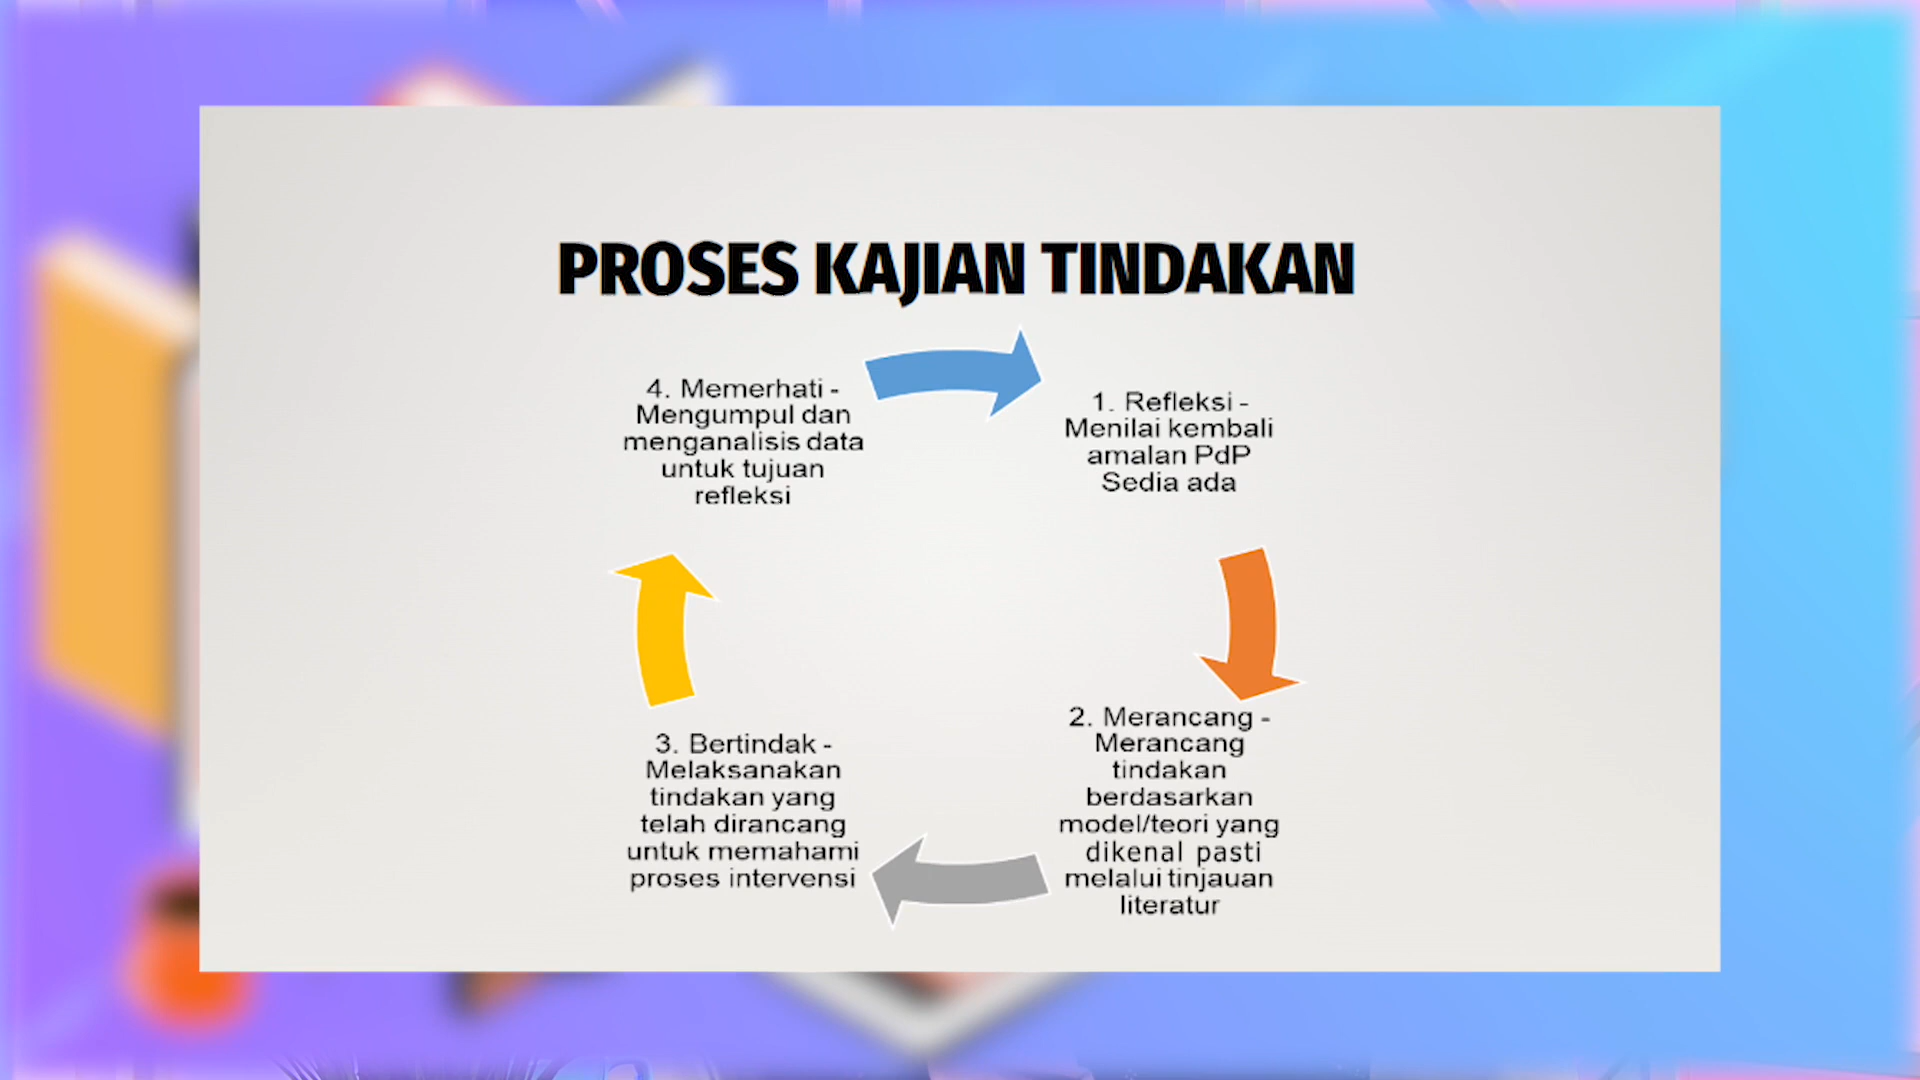 PROSES KAJIAN TINDAKAN
1. Refleksi -
Menilai kembali
amalan PdP
Sedia ada
2. Merancang -
Merancang
tindakan
berdasarkan
model/teori yang
dikenal pasti
melalui tinjauan
literatur
3. Bertindak -
Melaksanakan
tindakan yang
telah dirancang
untuk memahami
proses intervensi
4. Memerhati -
Mengumpul dan
menganalisis data
untuk tujuan
refleksi